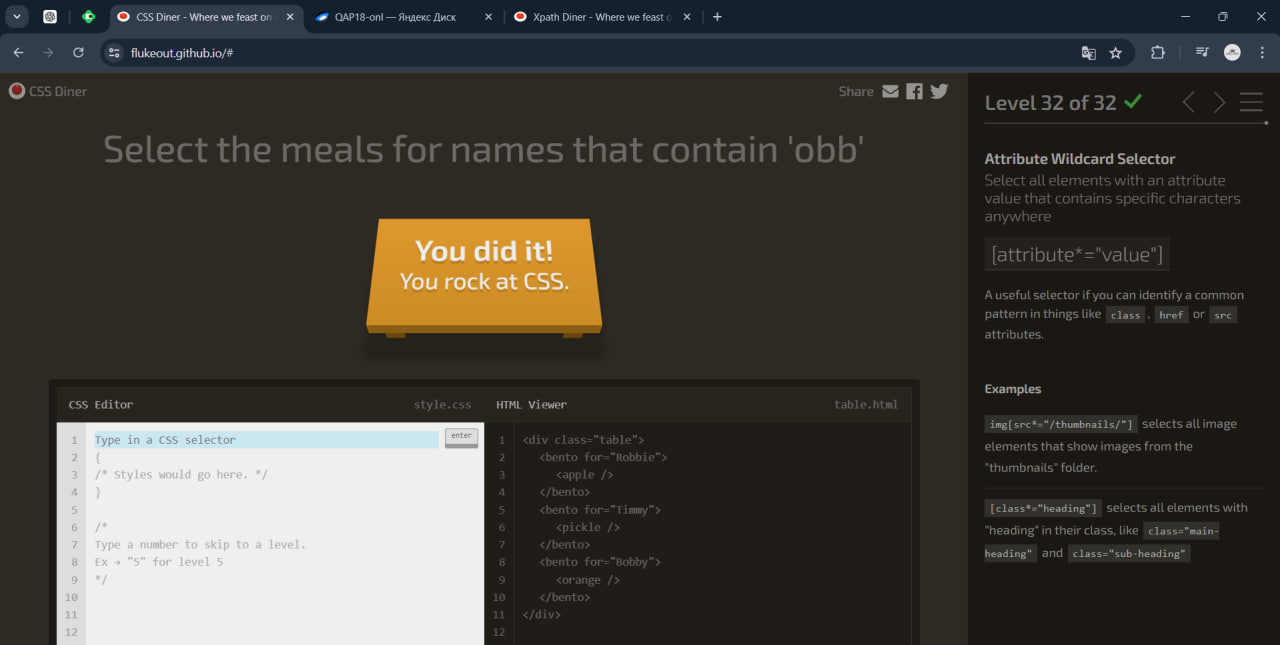 CSS Diner - Where we feast on
QAP18-onl — Яндекс Диск
Xpath Diner - Where we feast o
flukeout.github.io/#
CSS Diner
Share
Select the meals for names that contain 'obb'
You did it!
You rock at CSS.
CSS Editor
style.css
1 Type in a CSS selector
enter
2 {
3 /* Styles would go here. */
4 }
5
6 /*
7 Type a number to skip to a level.
8 Ex → "5" for level 5
9 */
10
11
12
HTML Viewer
table.html
1 <div class="table">
2 <bento for="Robbie">
3 <apple />
4 </bento>
5 <bento for="Timmy">
6 <pickle />
7 </bento>
8 <bento for="Bobby">
9 <orange />
10 </bento>
11 </div>
12
Level 32 of 32
Attribute Wildcard Selector
Select all elements with an attribute
value that contains specific characters
anywhere
[attribute*="value"]
A useful selector if you can identify a common
pattern in things like class , href or src
attributes.
Examples
img[src*="/thumbnails/"] selects all image
elements that show images from the
"thumbnails" folder.
[class*="heading"] selects all elements with
"heading" in their class, like class="main-
heading" and class="sub-heading"